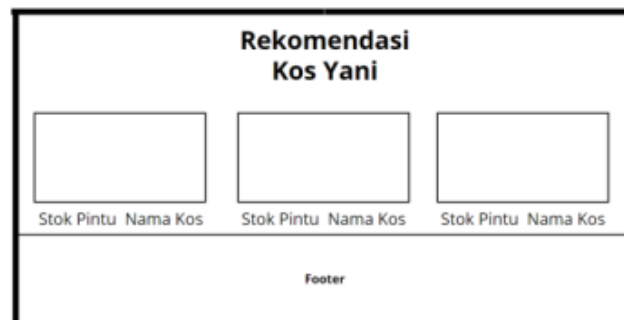 Rekomendasi
Kos Yani
Stok Pintu Nama Kos
Stok Pintu Nama Kos
Stok Pintu Nama Kos
Footer